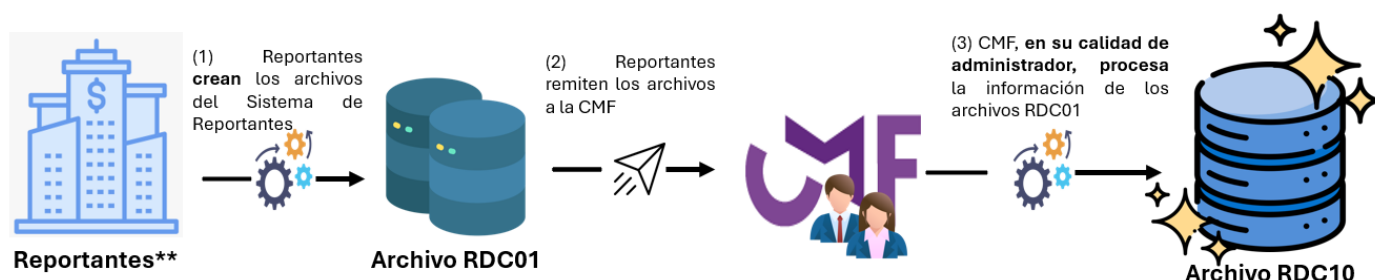 (1) Reportantes
crean los archivos
del Sistema de
Reportantes
(2) Reportantes
remiten los archivos
a la CMF
(3) CMF, en su calidad de
administrador, procesa
la información de los
archivos RDC01
$
CMF
Reportantes**
Archivo RDC01
Archivo RDC10